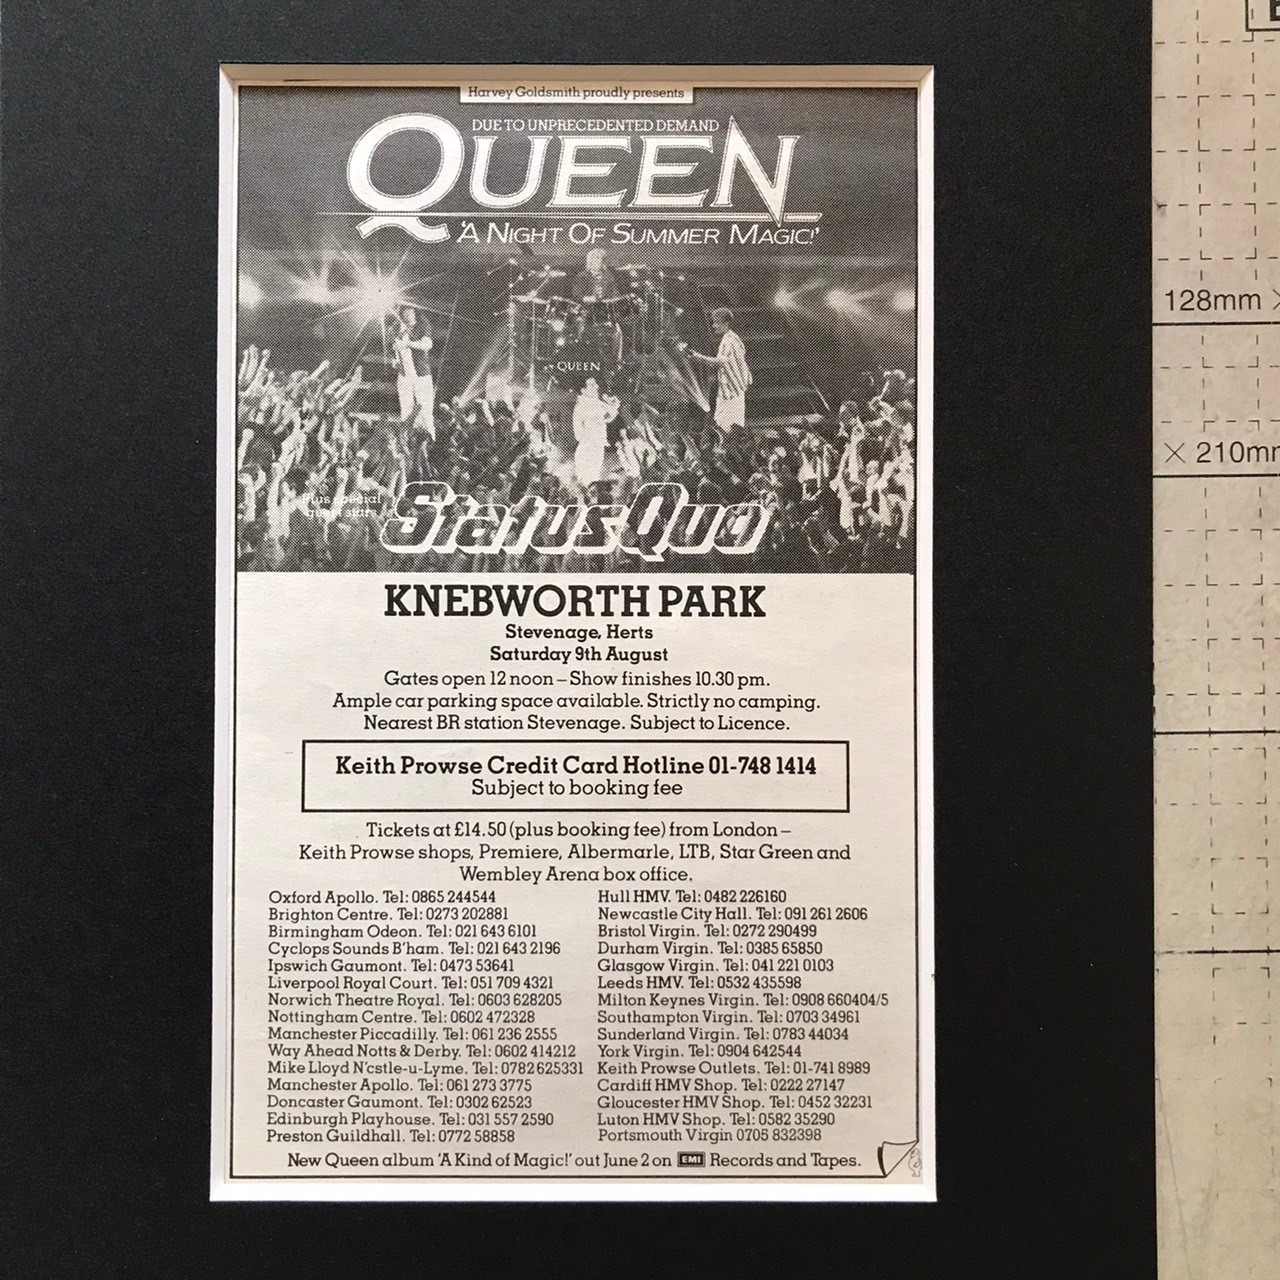 Harvey Goldsmith proudly presents
DUE TO UNPRECEDENTED DEMAND
QUEEN
'A NIGHT OF SUMMER MAGIC!'
QUEEN
Plus special
guest stars
Status Quo
KNEBWORTH PARK
Stevenage, Herts
Saturday 9th August
Gates open 12 noon – Show finishes 10.30 pm.
Ample car parking space available. Strictly no camping.
Nearest BR station Stevenage. Subject to Licence.
Keith Prowse Credit Card Hotline 01-748 1414
Subject to booking fee
Tickets at £14.50 (plus booking fee) from London –
Keith Prowse shops, Premiere, Albermarle, LTB, Star Green and
Wembley Arena box office.
Oxford Apollo. Tel: 0865 244544
Brighton Centre. Tel: 0273 202881
Birmingham Odeon. Tel: 021 643 6101
Cyclops Sounds B'ham. Tel: 021 643 2196
Ipswich Gaumont. Tel: 0473 53641
Liverpool Royal Court. Tel: 051 709 4321
Norwich Theatre Royal. Tel: 0603 628205
Nottingham Centre. Tel: 0602 472328
Manchester Piccadilly. Tel: 061 236 2555
Way Ahead Notts & Derby. Tel: 0602 414212
Mike Lloyd N'cstle-u-Lyme. Tel: 0782 625331
Manchester Apollo. Tel: 061 273 3775
Doncaster Gaumont. Tel: 0302 62523
Edinburgh Playhouse. Tel: 031 557 2590
Preston Guildhall. Tel: 0772 58858
Hull HMV. Tel: 0482 226160
Newcastle City Hall. Tel: 091 261 2606
Bristol Virgin. Tel: 0272 290499
Durham Virgin. Tel: 0385 65850
Glasgow Virgin. Tel: 041 221 0103
Leeds HMV. Tel: 0532 435598
Milton Keynes Virgin. Tel: 0908 660404/5
Southampton Virgin. Tel: 0703 34961
Sunderland Virgin. Tel: 0783 44034
York Virgin. Tel: 0904 642544
Keith Prowse Outlets. Tel: 01-741 8989
Cardiff HMV Shop. Tel: 0222 27147
Gloucester HMV Shop. Tel: 0452 32231
Luton HMV Shop. Tel: 0582 35290
Portsmouth Virgin 0705 832398
New Queen album 'A Kind of Magic!' out June 2 on EMI Records and Tapes.
128mm ×
× 210mm